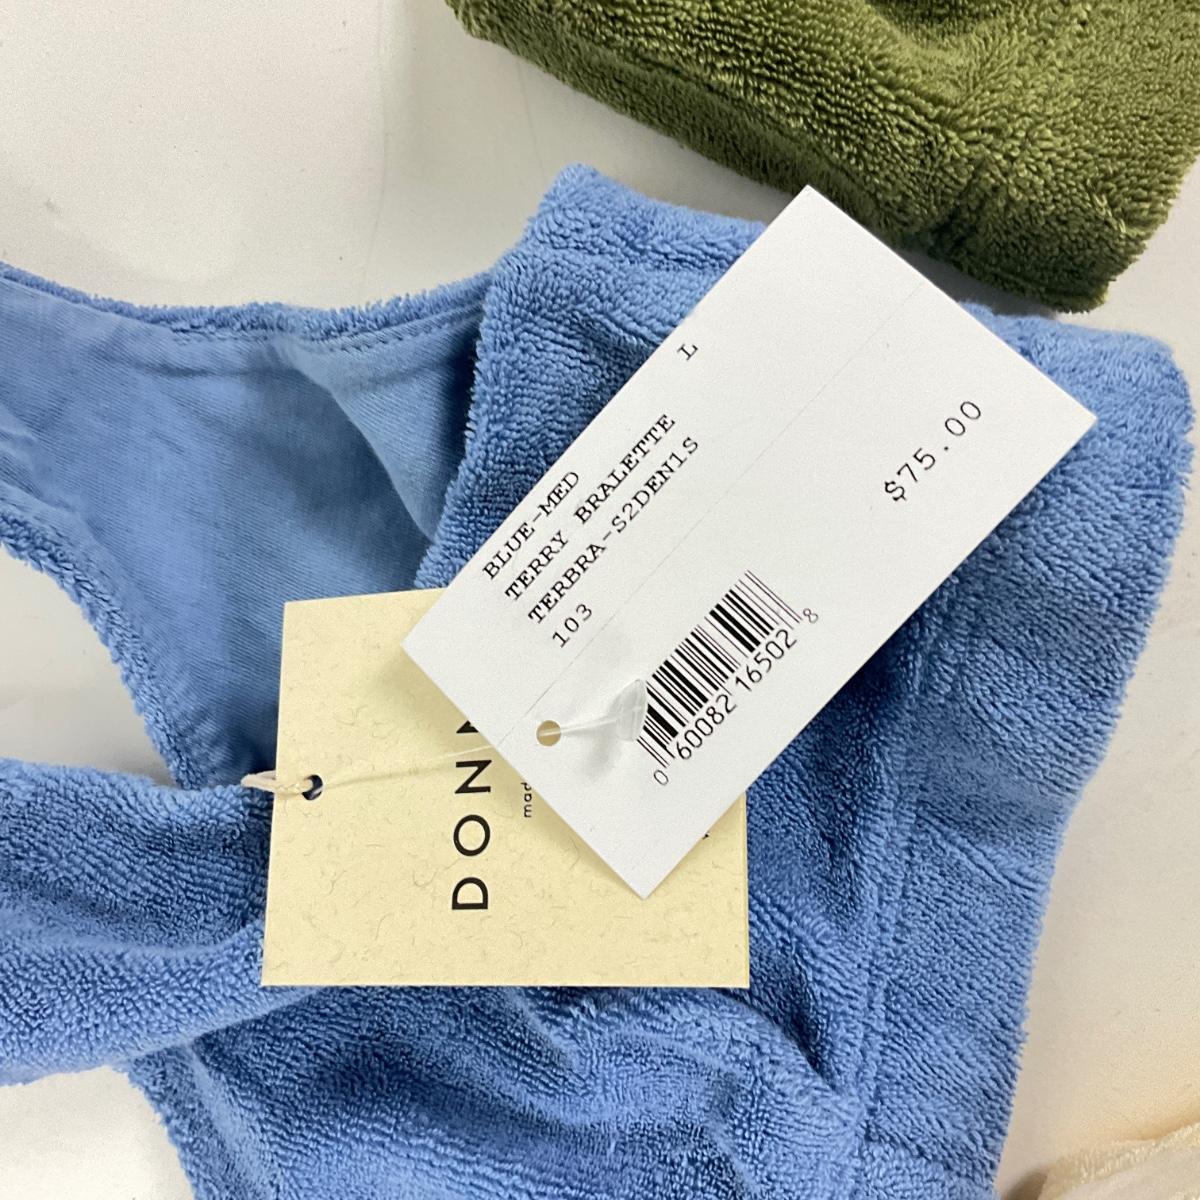 L
BLUE-MED
TERRY BRALETTE
TERBRA-S2DEN1S
103
$75.00
0 60082 16502 8
DONN
mad